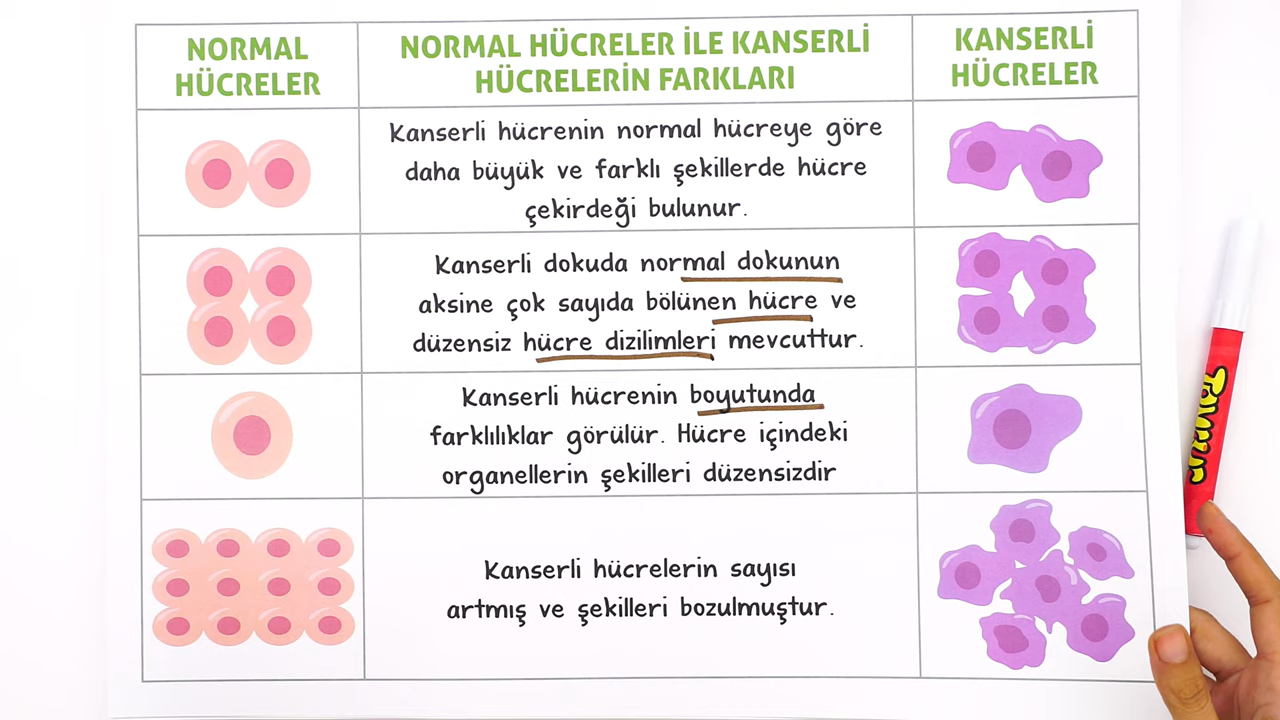 NORMAL
HÜCRELER
NORMAL HÜCRELER İLE KANSERLİ
HÜCRELERİN FARKLARI
KANSERLİ
HÜCRELER
Kanserli hücrenin normal hücreye göre
daha büyük ve farklı şekillerde hücre
çekirdeği bulunur.
Kanserli dokuda normal dokunun
aksine çok sayıda bölünen hücre ve
düzensiz hücre dizilimleri mevcuttur.
Kanserli hücrenin boyutunda
farklılıklar görülür. Hücre içindeki
organellerin şekilleri düzensizdir
Kanserli hücrelerin sayısı
artmış ve şekilleri bozulmuştur.